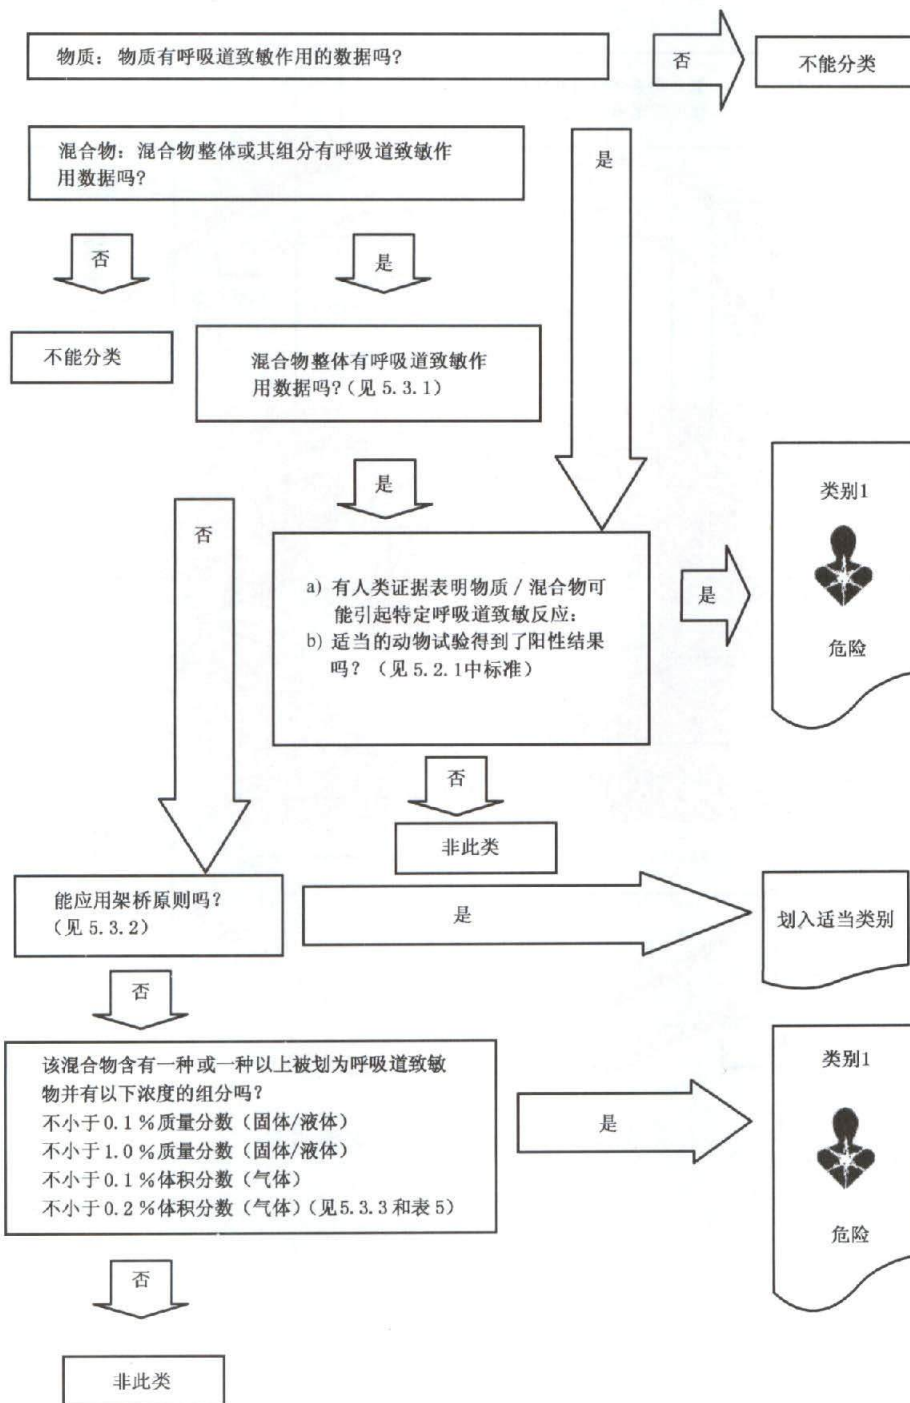 物质：物质有呼吸道致敏作用的数据吗？
否
不能分类
混合物：混合物整体或其组分有呼吸道致敏作
用数据吗？
是
否
是
不能分类
混合物整体有呼吸道致敏作
用数据吗？（见 5.3.1）
是
否
类别1
危险
a) 有人类证据表明物质 / 混合物可
能引起特定呼吸道致敏反应：
b) 适当的动物试验得到了阳性结果
吗？（见 5.2.1中标准）
是
否
非此类
能应用架桥原则吗？
（见 5.3.2）
是
划入适当类别
否
该混合物含有一种或一种以上被划为呼吸道致敏
物并有以下浓度的组分吗？
不小于 0.1 %质量分数（固体/液体）
不小于 1.0 %质量分数（固体/液体）
不小于 0.1 %体积分数（气体）
不小于 0.2 %体积分数（气体）（见5.3.3 和表 5）
是
类别1
危险
否
非此类